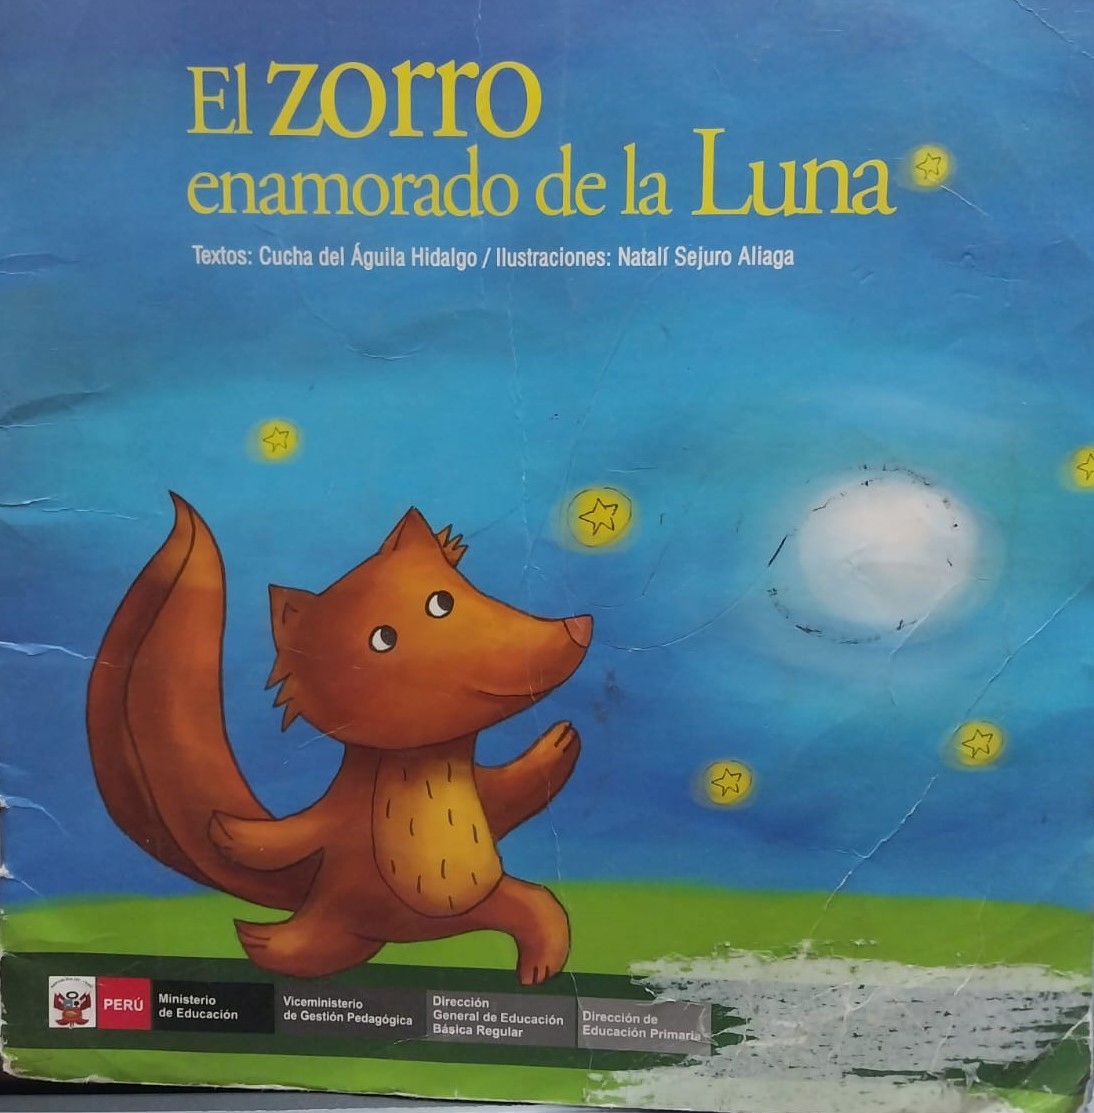 El zorro
enamorado de la Luna
Textos: Cucha del Águila Hidalgo / Ilustraciones: Natalí Sejuro Aliaga
PERÚ
Ministerio
de Educación
Viceministerio
de Gestión Pedagógica
Dirección
General de Educación
Básica Regular
Dirección de
Educación Primaria